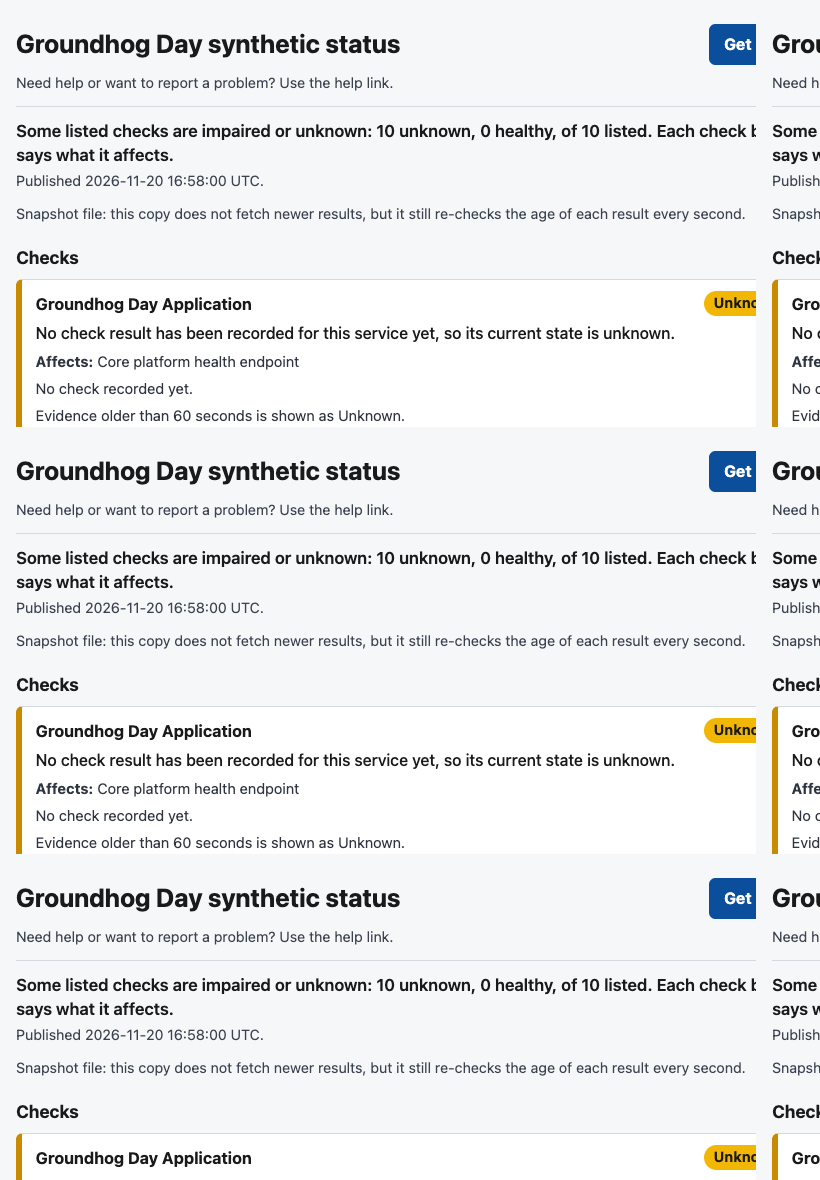 Groundhog Day synthetic status
Get
Need help or want to report a problem? Use the help link.
Some listed checks are impaired or unknown: 10 unknown, 0 healthy, of 10 listed. Each check
says what it affects.
Published 2026-11-20 16:58:00 UTC.
Snapshot file: this copy does not fetch newer results, but it still re-checks the age of each result every second.
Checks
Groundhog Day Application
No check result has been recorded for this service yet, so its current state is unknown.
Affects: Core platform health endpoint
No check recorded yet.
Evidence older than 60 seconds is shown as Unknown.
Need h
Some
says w
Groundhog Day synthetic status
Get
Need help or want to report a problem? Use the help link.
Some listed checks are impaired or unknown: 10 unknown, 0 healthy, of 10 listed. Each check
says what it affects.
Published 2026-11-20 16:58:00 UTC.
Snapshot file: this copy does not fetch newer results, but it still re-checks the age of each result every second.
Checks
Groundhog Day Application
No check result has been recorded for this service yet, so its current state is unknown.
Affects: Core platform health endpoint
No check recorded yet.
Evidence older than 60 seconds is shown as Unknown.
Need h
Some
says w
Groundhog Day synthetic status
Get
Need help or want to report a problem? Use the help link.
Some listed checks are impaired or unknown: 10 unknown, 0 healthy, of 10 listed. Each check
says what it affects.
Published 2026-11-20 16:58:00 UTC.
Snapshot file: this copy does not fetch newer results, but it still re-checks the age of each result every second.
Checks
Groundhog Day Application
Need h
Some
says w